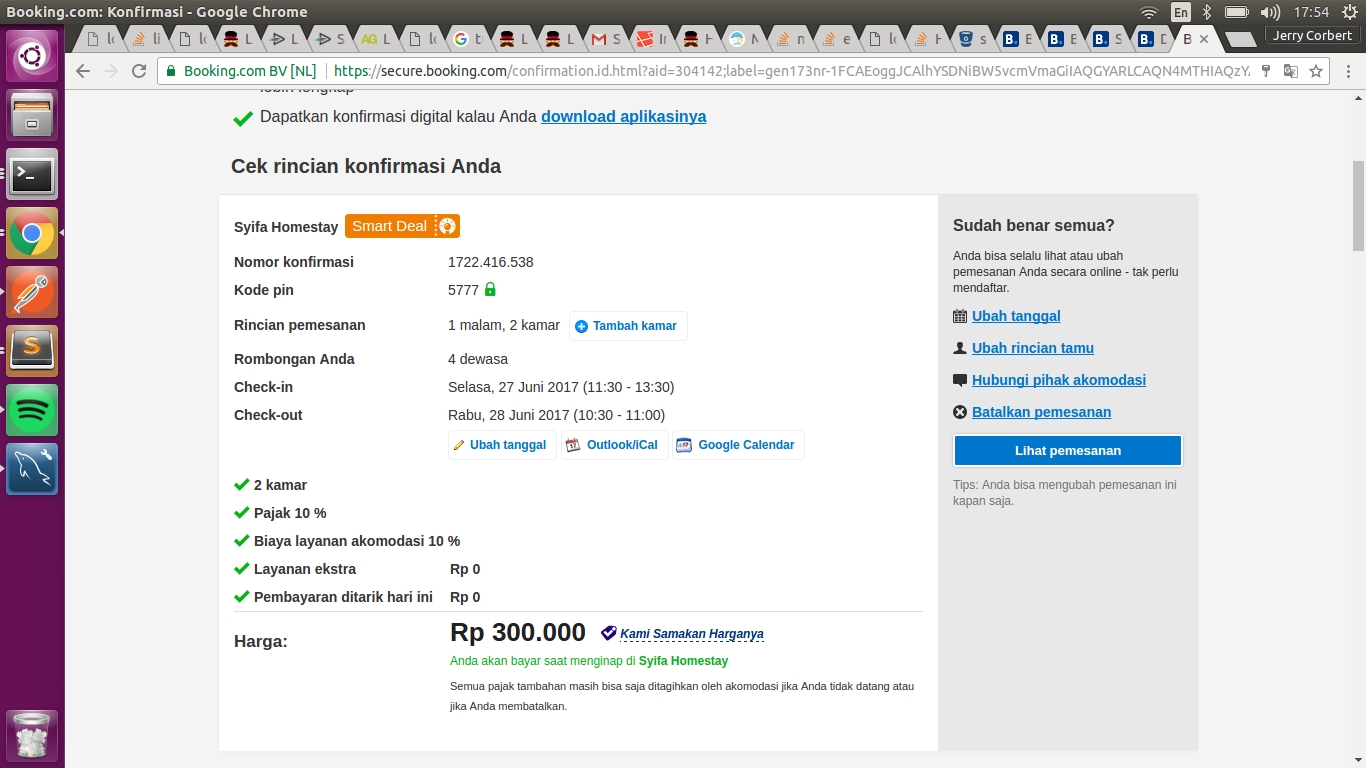 Booking.com: Konfirmasi - Google Chrome
En
17:54
Jerry Corbert
Booking.com BV [NL]
https://secure.booking.com/confirmation.id.html?aid=304142;label=gen173nr-1FCAEoggJCAlhYSDNiBW5vcmVmaGiIAQGYARLCAQN4MTHIAQzY
Dapatkan konfirmasi digital kalau Anda download aplikasinya
Cek rincian konfirmasi Anda
Syifa Homestay Smart Deal
Nomor konfirmasi 1722.416.538
Kode pin 5777
Rincian pemesanan 1 malam, 2 kamar Tambah kamar
Rombongan Anda 4 dewasa
Check-in Selasa, 27 Juni 2017 (11:30 - 13:30)
Check-out Rabu, 28 Juni 2017 (10:30 - 11:00)
Ubah tanggal Outlook/iCal Google Calendar
2 kamar
Pajak 10 %
Biaya layanan akomodasi 10 %
Layanan ekstra Rp 0
Pembayaran ditarik hari ini Rp 0
Harga: Rp 300.000 Kami Samakan Harganya
Anda akan bayar saat menginap di Syifa Homestay
Semua pajak tambahan masih bisa saja ditagihkan oleh akomodasi jika Anda tidak datang atau
jika Anda membatalkan.
Sudah benar semua?
Anda bisa selalu lihat atau ubah
pemesanan Anda secara online - tak perlu
mendaftar.
Ubah tanggal
Ubah rincian tamu
Hubungi pihak akomodasi
Batalkan pemesanan
Lihat pemesanan
Tips: Anda bisa mengubah pemesanan ini
kapan saja.